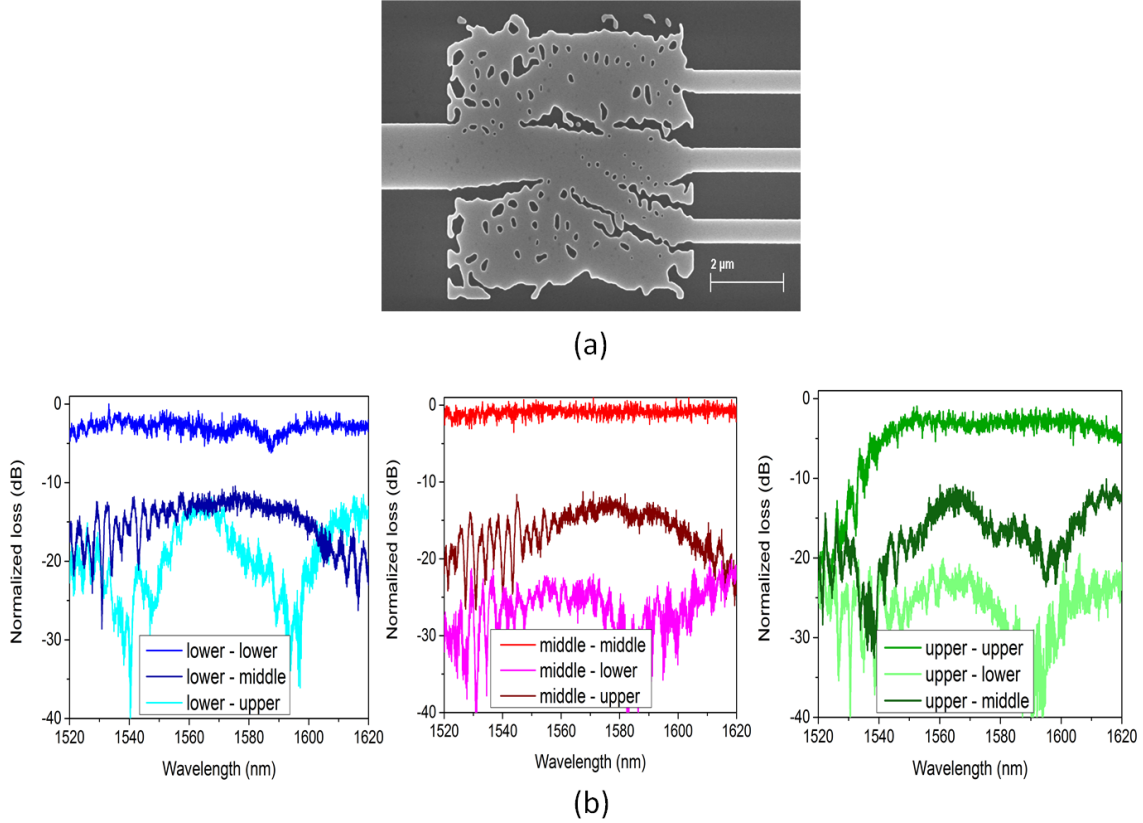 2 µm
(a)
0
-10
-20
-30
-40
1520
1540
1560
1580
1600
1620
Normalized loss (dB)
Wavelength (nm)
lower - lower
lower - middle
lower - upper
0
-10
-20
-30
-40
1520
1540
1560
1580
1600
1620
Normalized loss (dB)
Wavelength (nm)
middle - middle
middle - lower
middle - upper
0
-10
-20
-30
-40
1520
1540
1560
1580
1600
1620
Normalized loss (dB)
Wavelength (nm)
upper - upper
upper - lower
upper - middle
(b)